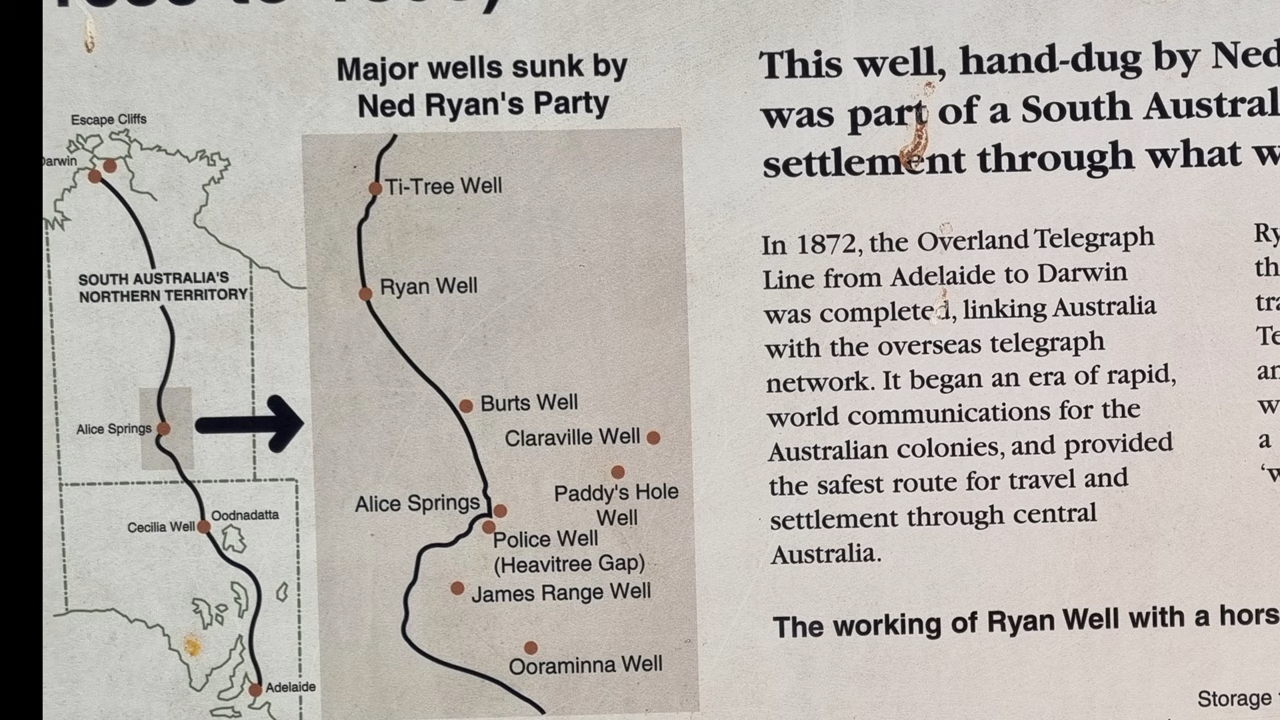 Major wells sunk by
Ned Ryan's Party
Escape Cliffs
SOUTH AUSTRALIA'S
NORTHERN TERRITORY
Alice Springs
Cecilia Well
Oodnadatta
Adelaide
Ti-Tree Well
Ryan Well
Burts Well
Claraville Well
Paddy's Hole
Well
Alice Springs
Police Well
(Heavitree Gap)
James Range Well
Ooraminna Well
This well, hand-dug by Ned
was part of a South Austral
settlement through what w
In 1872, the Overland Telegraph
Line from Adelaide to Darwin
was completed, linking Australia
with the overseas telegraph
network. It began an era of rapid,
world communications for the
Australian colonies, and provided
the safest route for travel and
settlement through central
Australia.
The working of Ryan Well with a hors
Storage